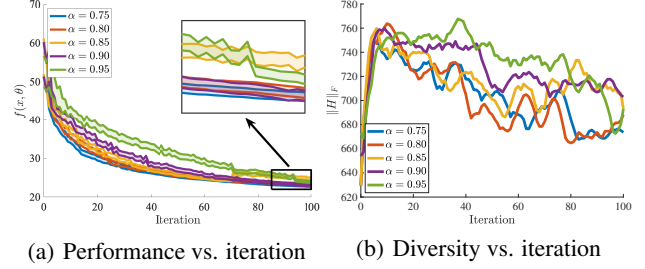 70
60
50
40
30
20
f(x, θ)
α = 0.75
α = 0.80
α = 0.85
α = 0.90
α = 0.95
0 20 40 60 80 100
Iteration
(a) Performance vs. iteration
780
760
740
720
700
680
660
640
620
‖H‖F
α = 0.75
α = 0.80
α = 0.85
α = 0.90
α = 0.95
0 20 40 60 80 100
Iteration
(b) Diversity vs. iteration